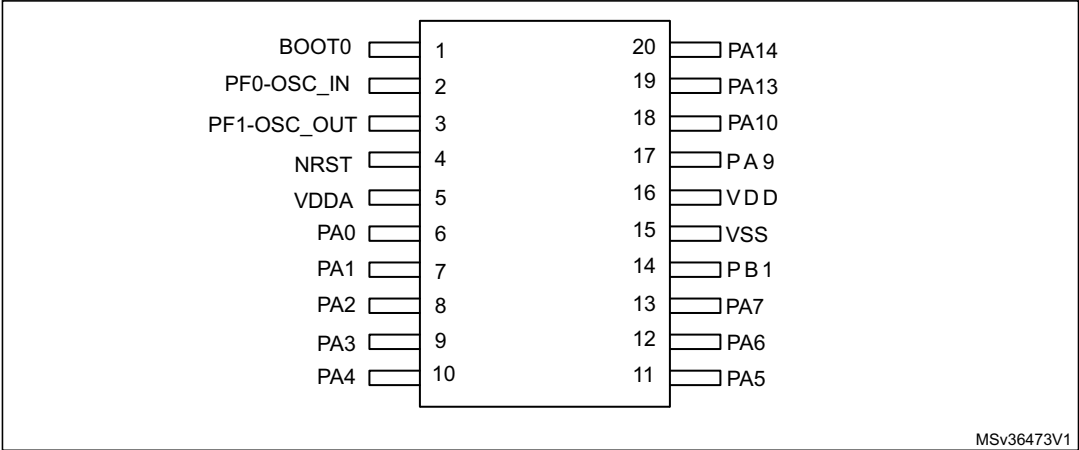 BOOT0 1 20 PA14
PF0-OSC_IN 2 19 PA13
PF1-OSC_OUT 3 18 PA10
NRST 4 17 PA9
VDDA 5 16 VDD
PA0 6 15 VSS
PA1 7 14 PB1
PA2 8 13 PA7
PA3 9 12 PA6
PA4 10 11 PA5
MSv36473V1